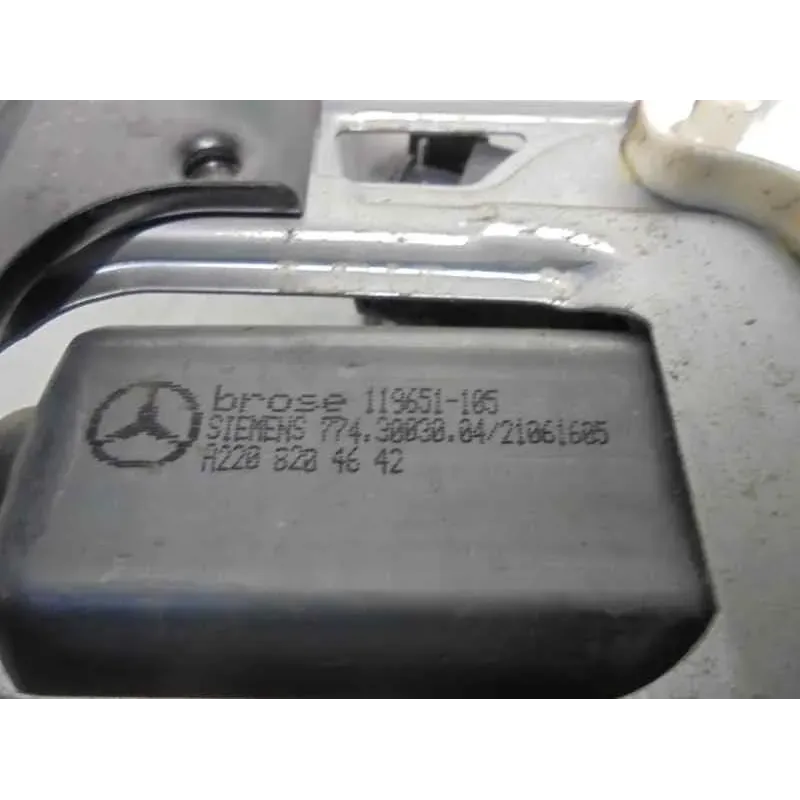 brose 119651-105
SIEMENS 774.30030.04/21061605
A220 820 46 42